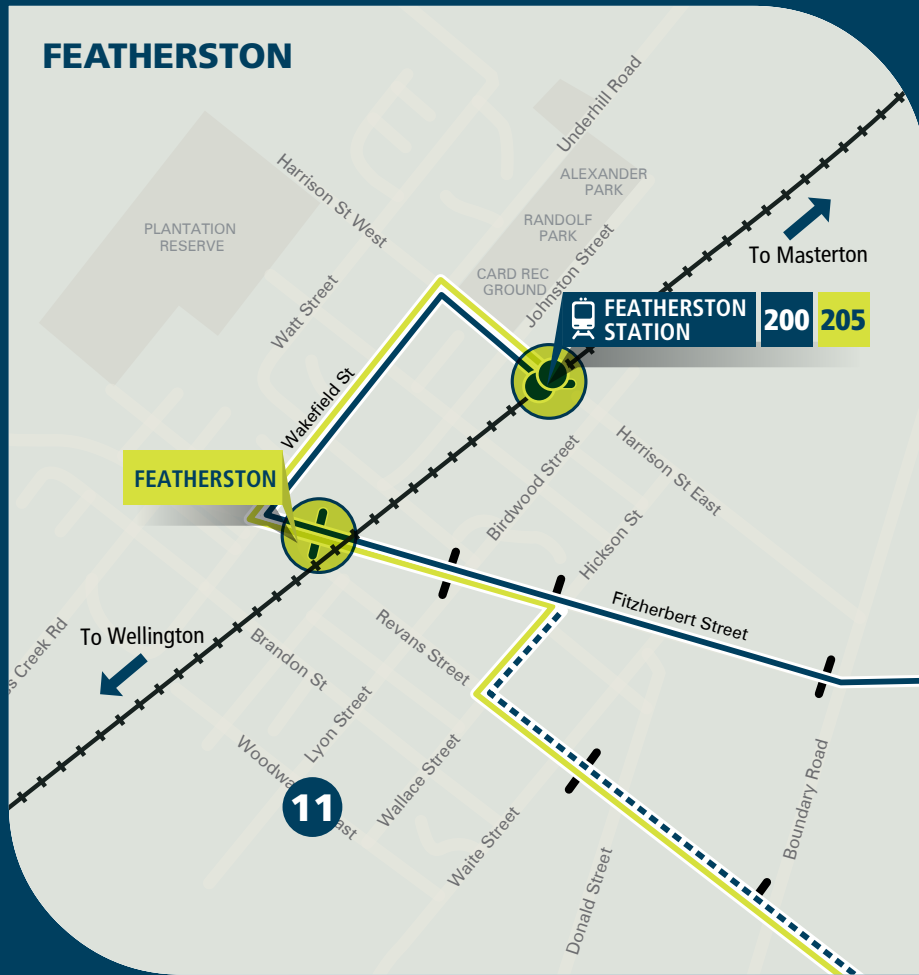 FEATHERSTON
Underhill Road
ALEXANDER
PARK
Harrison St West
RANDOLF
PARK
PLANTATION
RESERVE
Johnston Street
To Masterton
CARD REC
GROUND
Watt Street
FEATHERSTON
STATION
200
205
Wakefield St
Harrison St East
FEATHERSTON
Birdwood Street
Hickson St
Fitzherbert Street
To Wellington
Revans Street
Brandon St
Creek Rd
Lyon Street
Wallace Street
11
Waite Street
Boundary Road
Donald Street